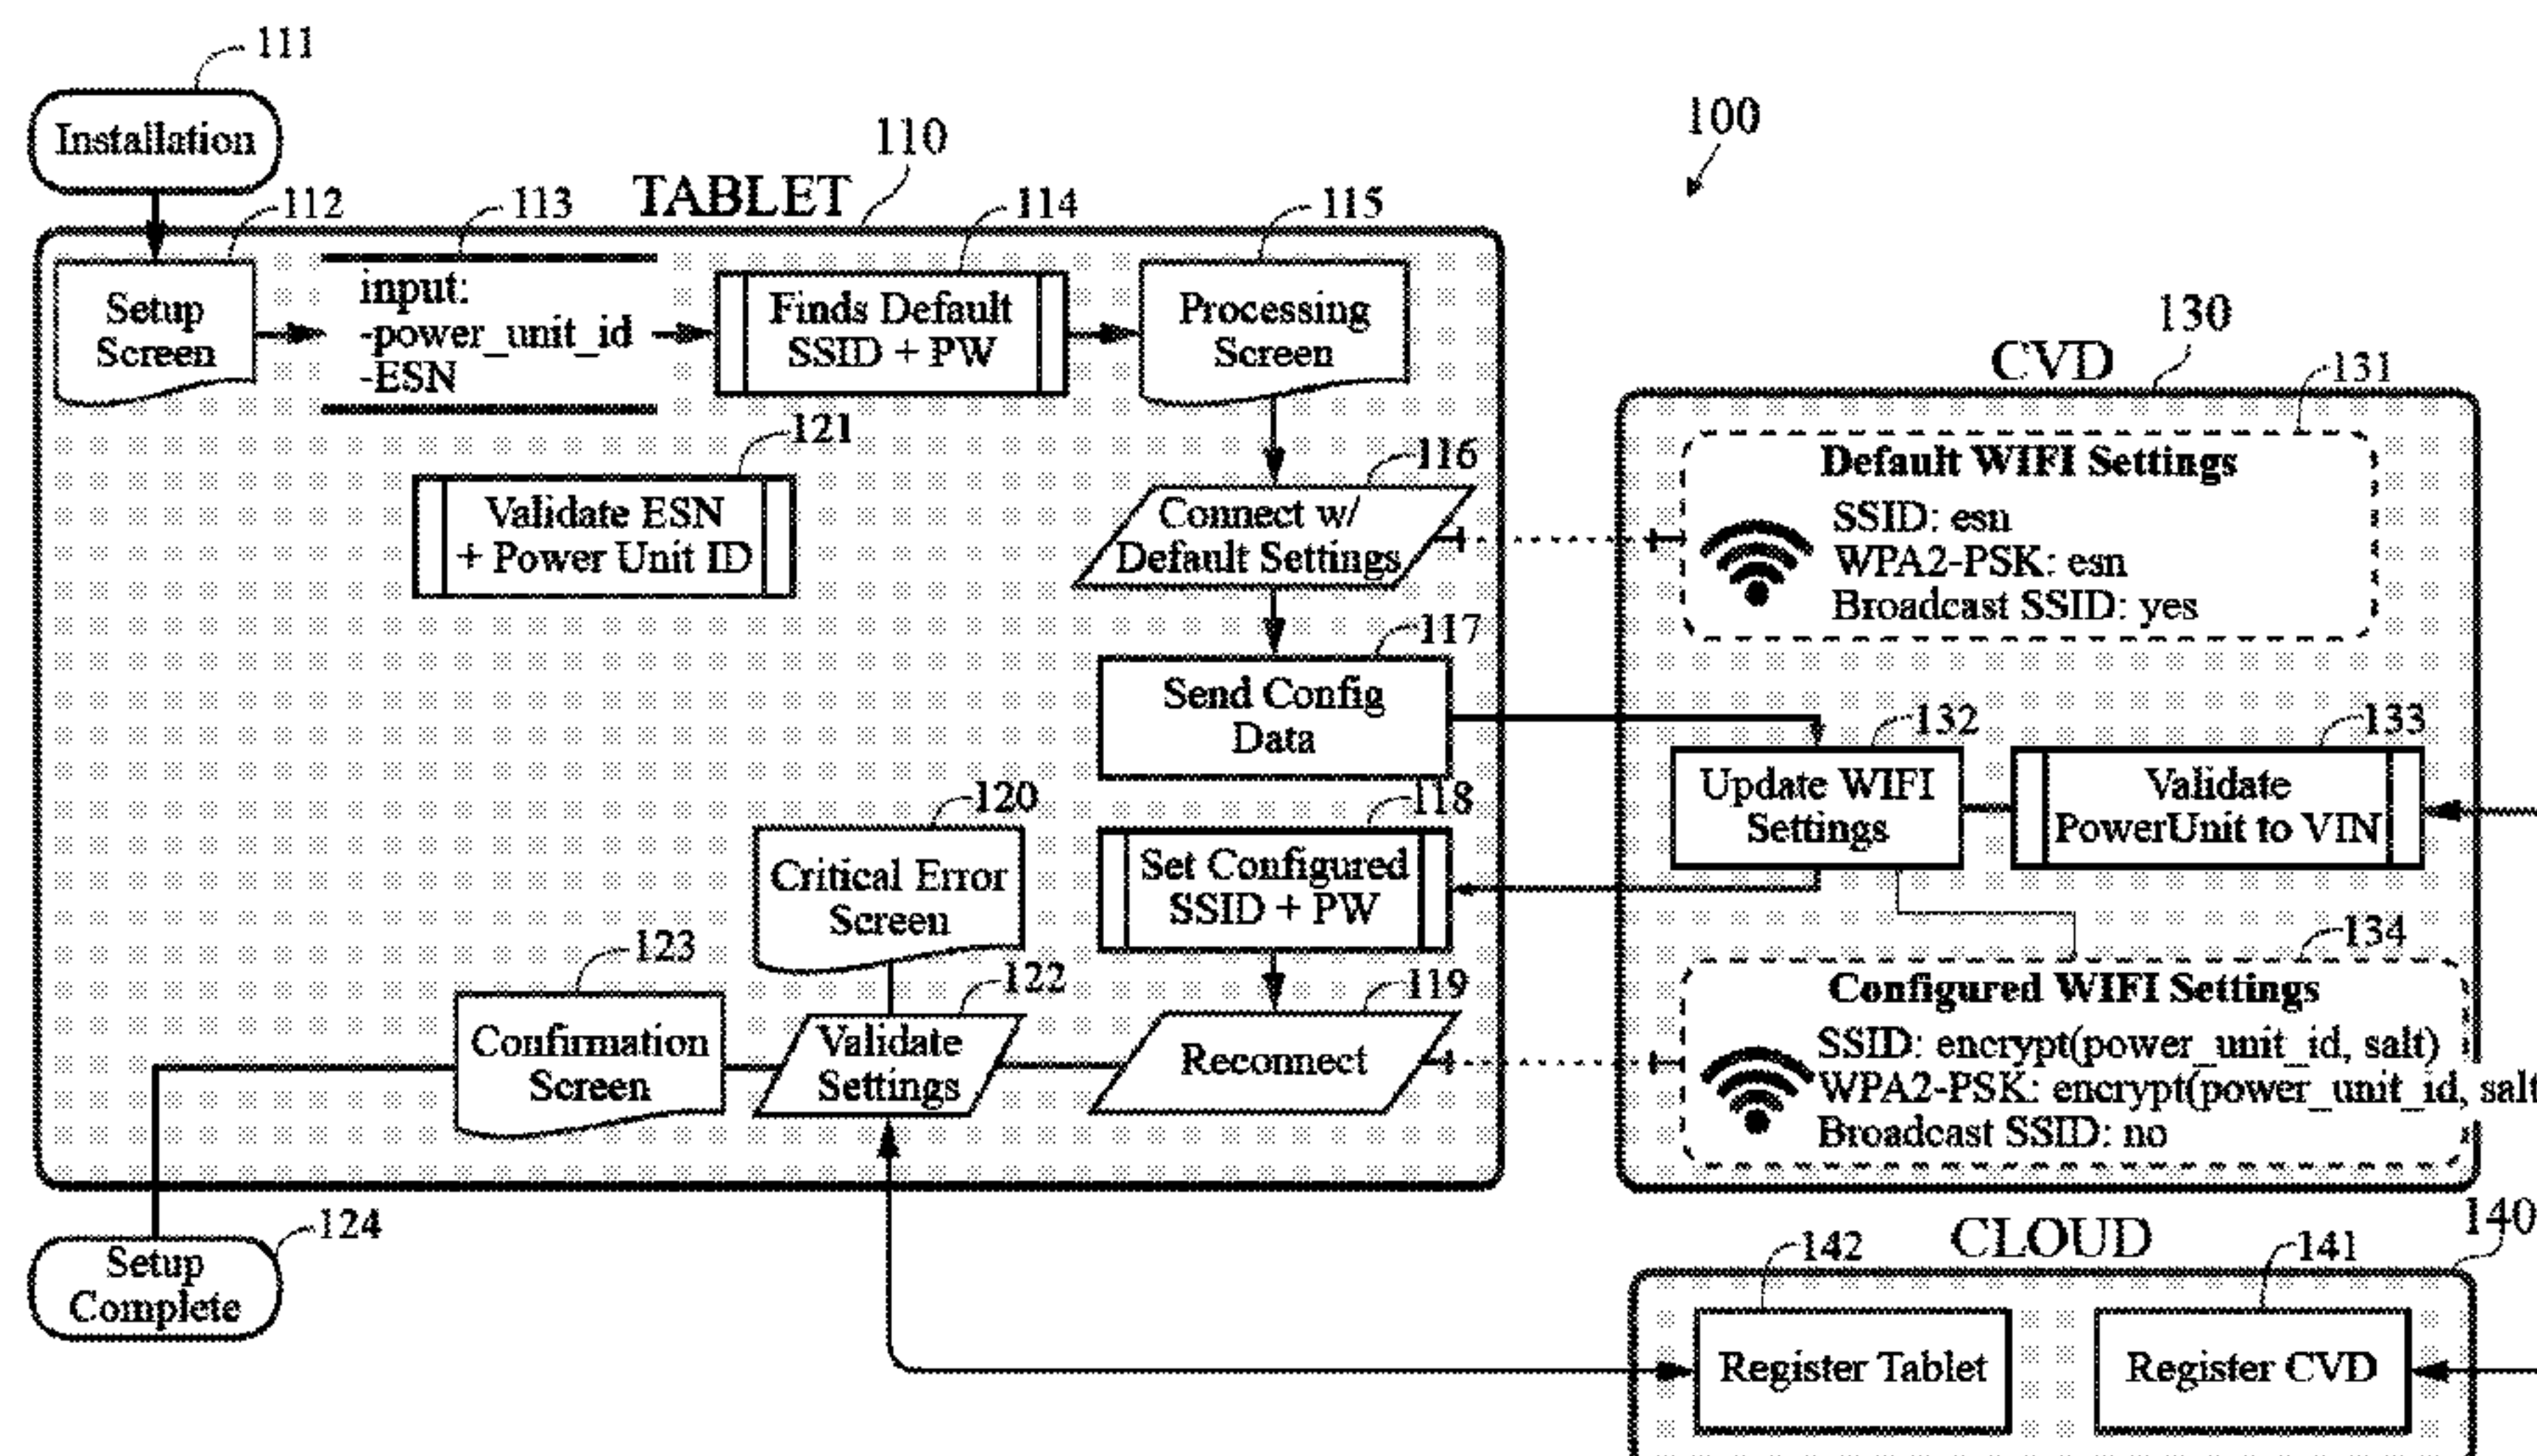 111
Installation
110
100
TABLET
112
113
114
115
Setup
Screen
input:
-power_unit_id
-ESN
Finds Default
SSID + PW
Processing
Screen
121
Validate ESN
+ Power Unit ID
116
Connect w/
Default Settings
117
Send Config
Data
118
Set Configured
SSID + PW
120
Critical Error
Screen
119
Reconnect
122
Validate
Settings
123
Confirmation
Screen
124
Setup
Complete
130
CVD
131
Default WIFI Settings
SSID: esn
WPA2-PSK: esn
Broadcast SSID: yes
132
Update WIFI
Settings
133
Validate
PowerUnit to VIN
134
Configured WIFI Settings
SSID: encrypt(power_unit_id, salt)
WPA2-PSK: encrypt(power_unit_id, salt
Broadcast SSID: no
140
CLOUD
142
Register Tablet
141
Register CVD